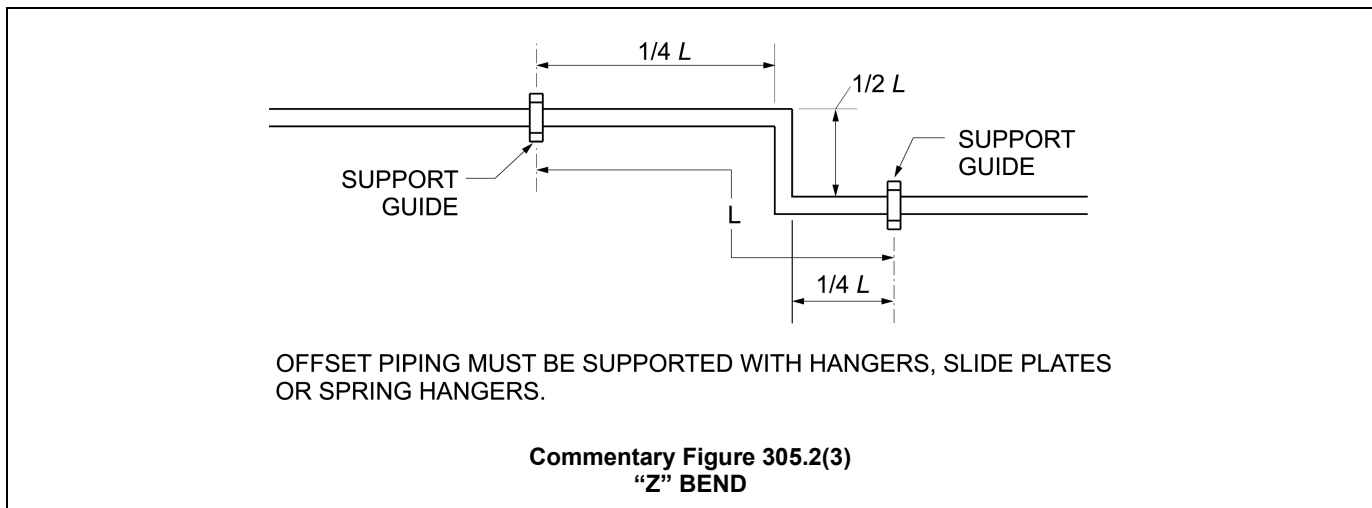 1/4 L
1/2 L
SUPPORT
GUIDE
SUPPORT
GUIDE
L
1/4 L
OFFSET PIPING MUST BE SUPPORTED WITH HANGERS, SLIDE PLATES
OR SPRING HANGERS.
Commentary Figure 305.2(3)
“Z” BEND